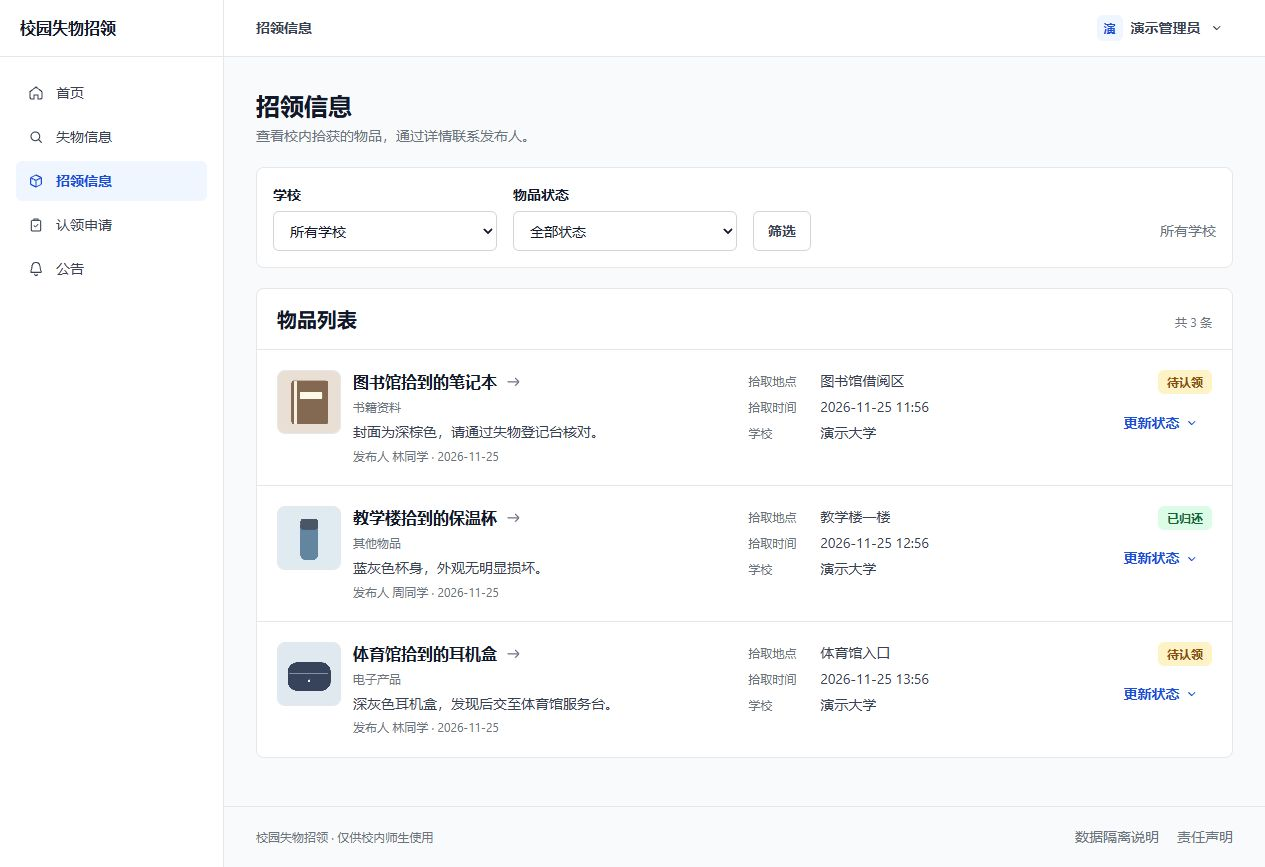 校园失物招领
招领信息
演 演示管理员
首页
失物信息
招领信息
认领申请
公告
招领信息
查看校内拾获的物品，通过详情联系发布人。
学校
物品状态
所有学校
全部状态
筛选
所有学校
物品列表
共 3 条
图书馆拾到的笔记本 →
书籍资料
封面为深棕色，请通过失物登记台核对。
发布人 林同学 · 2026-11-25
拾取地点 图书馆借阅区
拾取时间 2026-11-25 11:56
学校 演示大学
待认领
更新状态
教学楼拾到的保温杯 →
其他物品
蓝灰色杯身，外观无明显损坏。
发布人 周同学 · 2026-11-25
拾取地点 教学楼一楼
拾取时间 2026-11-25 12:56
学校 演示大学
已归还
更新状态
体育馆拾到的耳机盒 →
电子产品
深灰色耳机盒，发现后交至体育馆服务台。
发布人 林同学 · 2026-11-25
拾取地点 体育馆入口
拾取时间 2026-11-25 13:56
学校 演示大学
待认领
更新状态
校园失物招领 · 仅供校内师生使用
数据隔离说明 责任声明